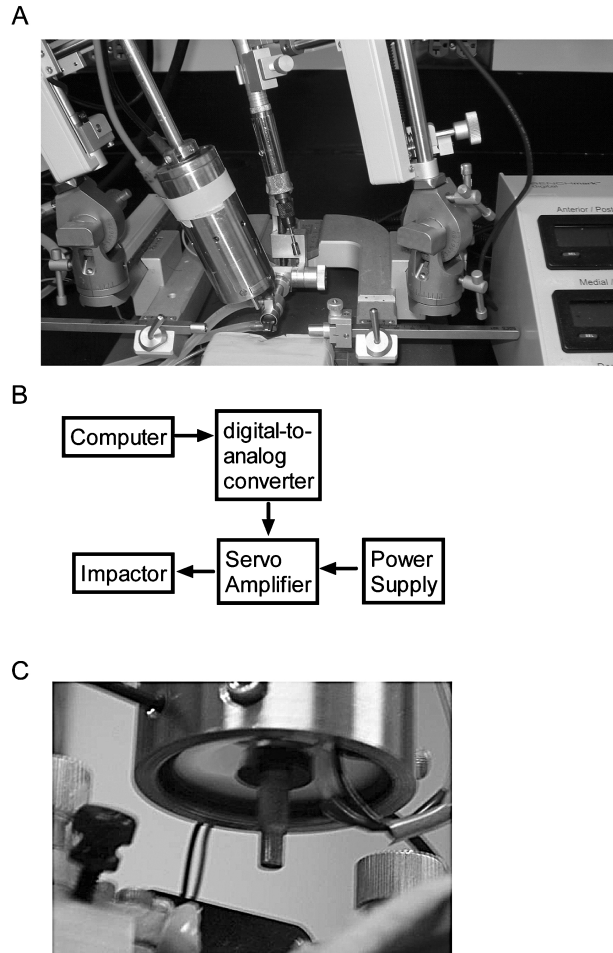 A
Anterior / Post
Medial /
B
Computer
digital-to-
analog
converter
Impactor
Servo
Amplifier
Power
Supply
C